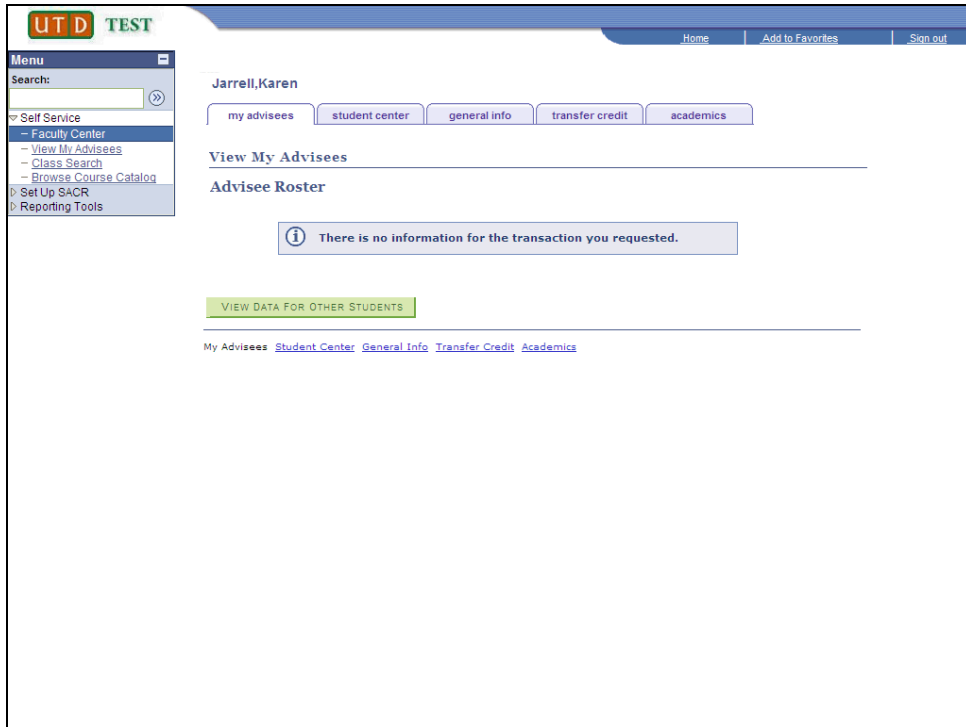 UTD TEST
Home Add to Favorites Sign out
Menu
Search:
Self Service
– Faculty Center
– View My Advisees
– Class Search
– Browse Course Catalog
Set Up SACR
Reporting Tools
Jarrell,Karen
my advisees student center general info transfer credit academics
View My Advisees
Advisee Roster
There is no information for the transaction you requested.
VIEW DATA FOR OTHER STUDENTS
My Advisees Student Center General Info Transfer Credit Academics